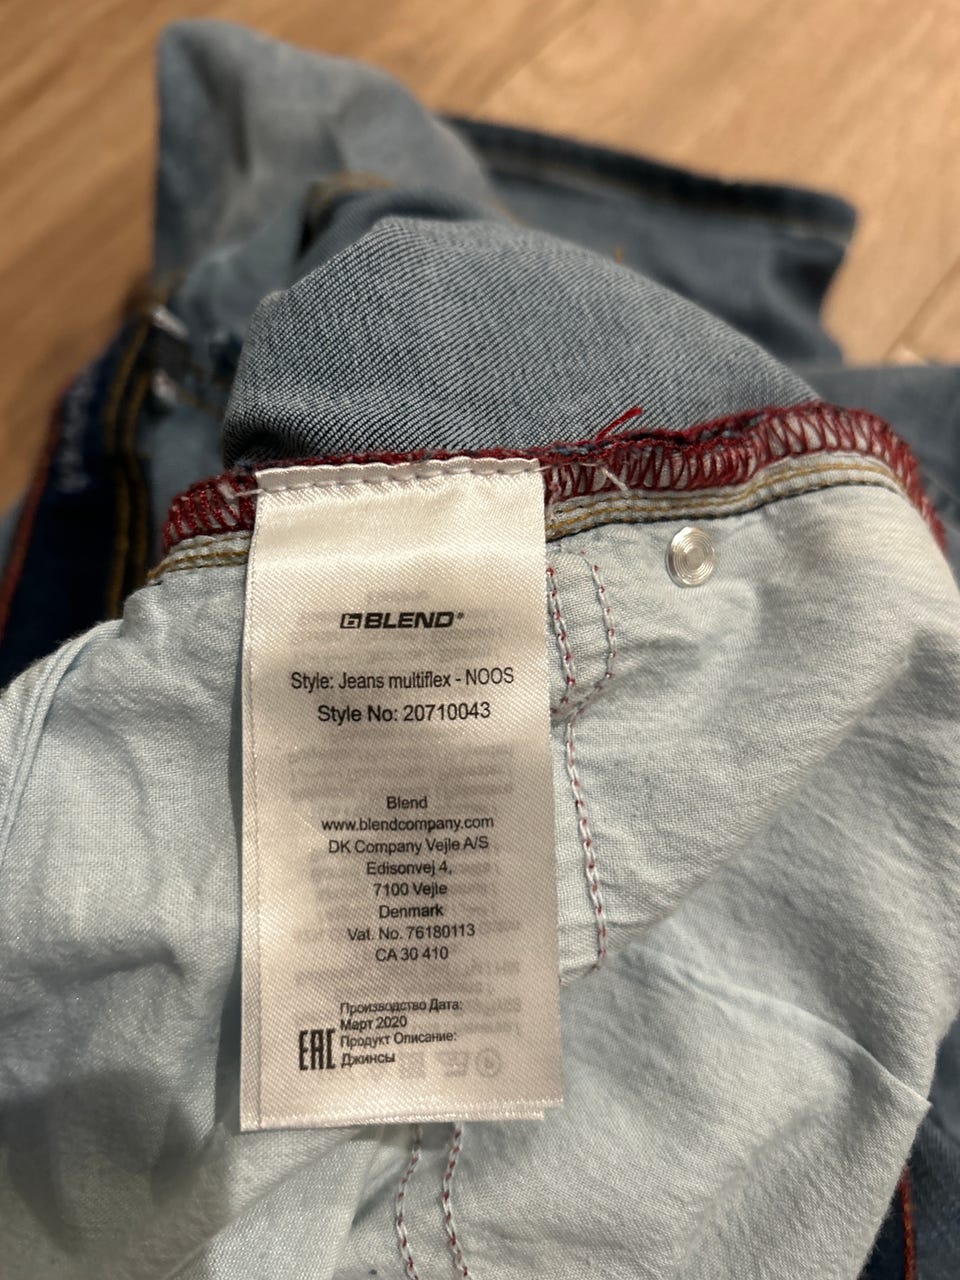 BLEND®
Style: Jeans multiflex - NOOS
Style No: 20710043
Blend
www.blendcompany.com
DK Company Vejle A/S
Edisonvej 4,
7100 Vejle
Denmark
Vat. No. 76180113
CA 30 410
Производство Дата:
Март 2020
Продукт Описание:
Джинсы
EAC